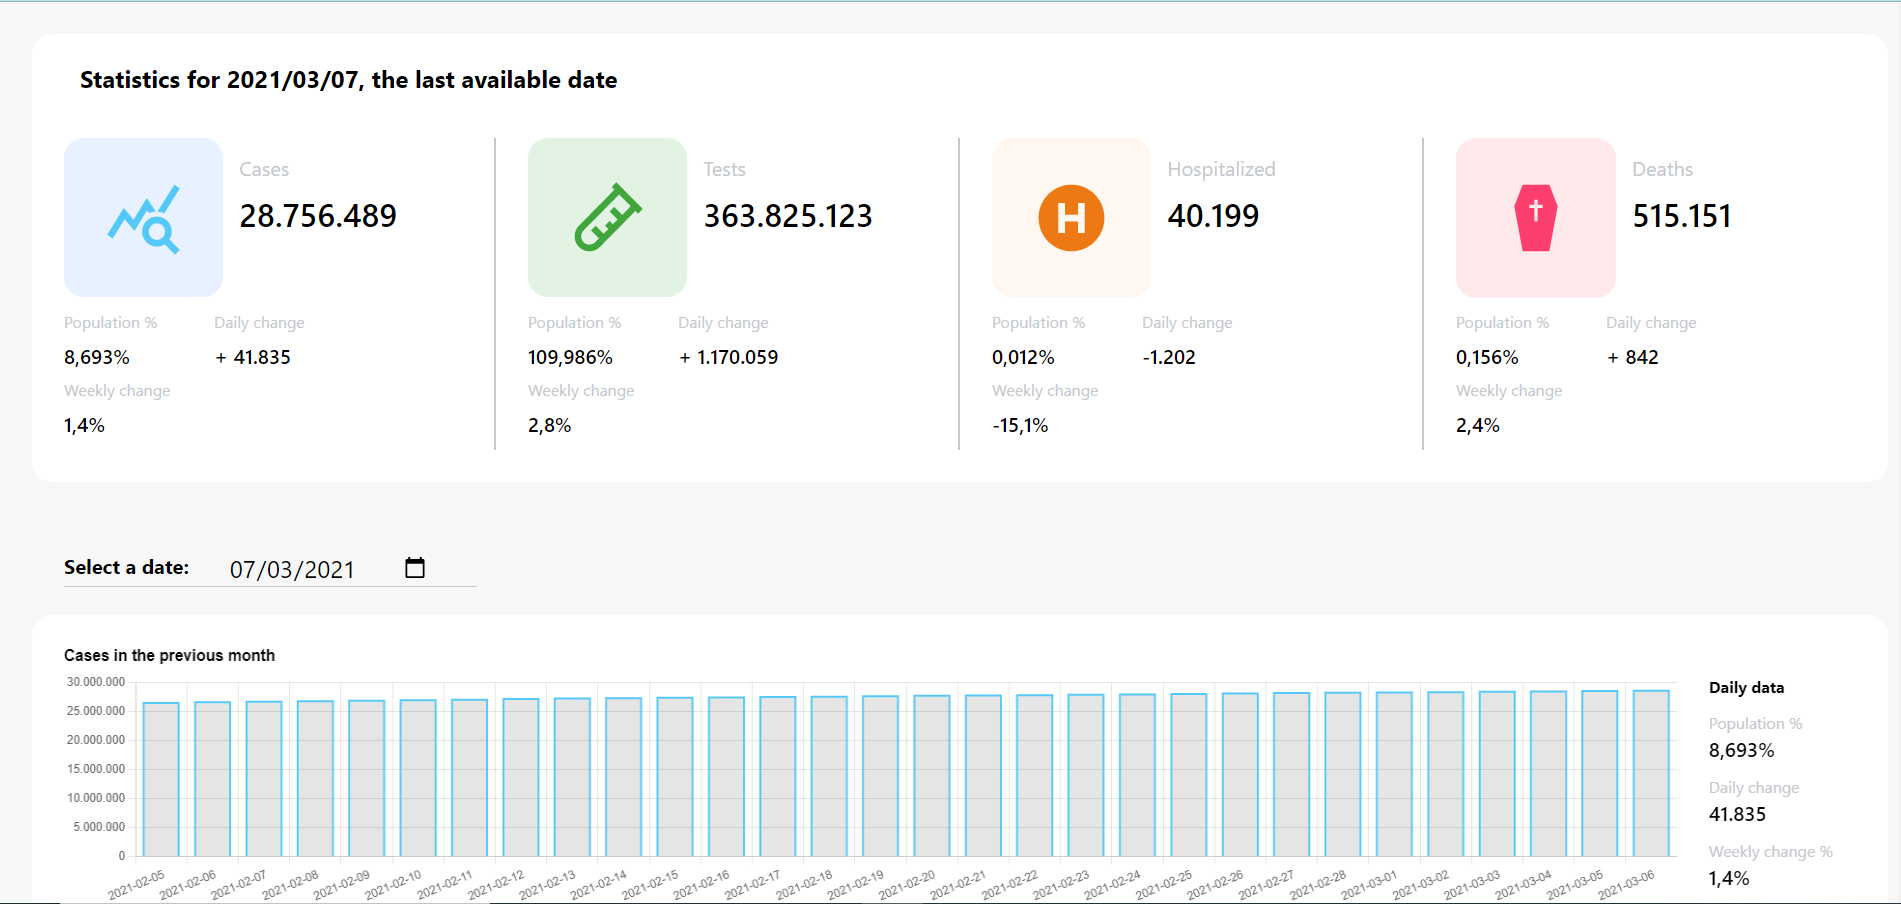 Statistics for 2021/03/07, the last available date
Cases
28.756.489
Population %
Daily change
8,693%
+ 41.835
Weekly change
1,4%
Tests
363.825.123
Population %
Daily change
109,986%
+ 1.170.059
Weekly change
2,8%
H
Hospitalized
40.199
Population %
Daily change
0,012%
-1.202
Weekly change
-15,1%
Deaths
515.151
Population %
Daily change
0,156%
+ 842
Weekly change
2,4%
Select a date: 07/03/2021
Cases in the previous month
30.000.000
25.000.000
20.000.000
15.000.000
10.000.000
5.000.000
0
2021-02-05
2021-02-06
2021-02-07
2021-02-08
2021-02-09
2021-02-10
2021-02-11
2021-02-12
2021-02-13
2021-02-14
2021-02-15
2021-02-16
2021-02-17
2021-02-18
2021-02-19
2021-02-20
2021-02-21
2021-02-22
2021-02-23
2021-02-24
2021-02-25
2021-02-26
2021-02-27
2021-02-28
2021-03-01
2021-03-02
2021-03-03
2021-03-04
2021-03-05
2021-03-06
Daily data
Population %
8,693%
Daily change
41.835
Weekly change %
1,4%